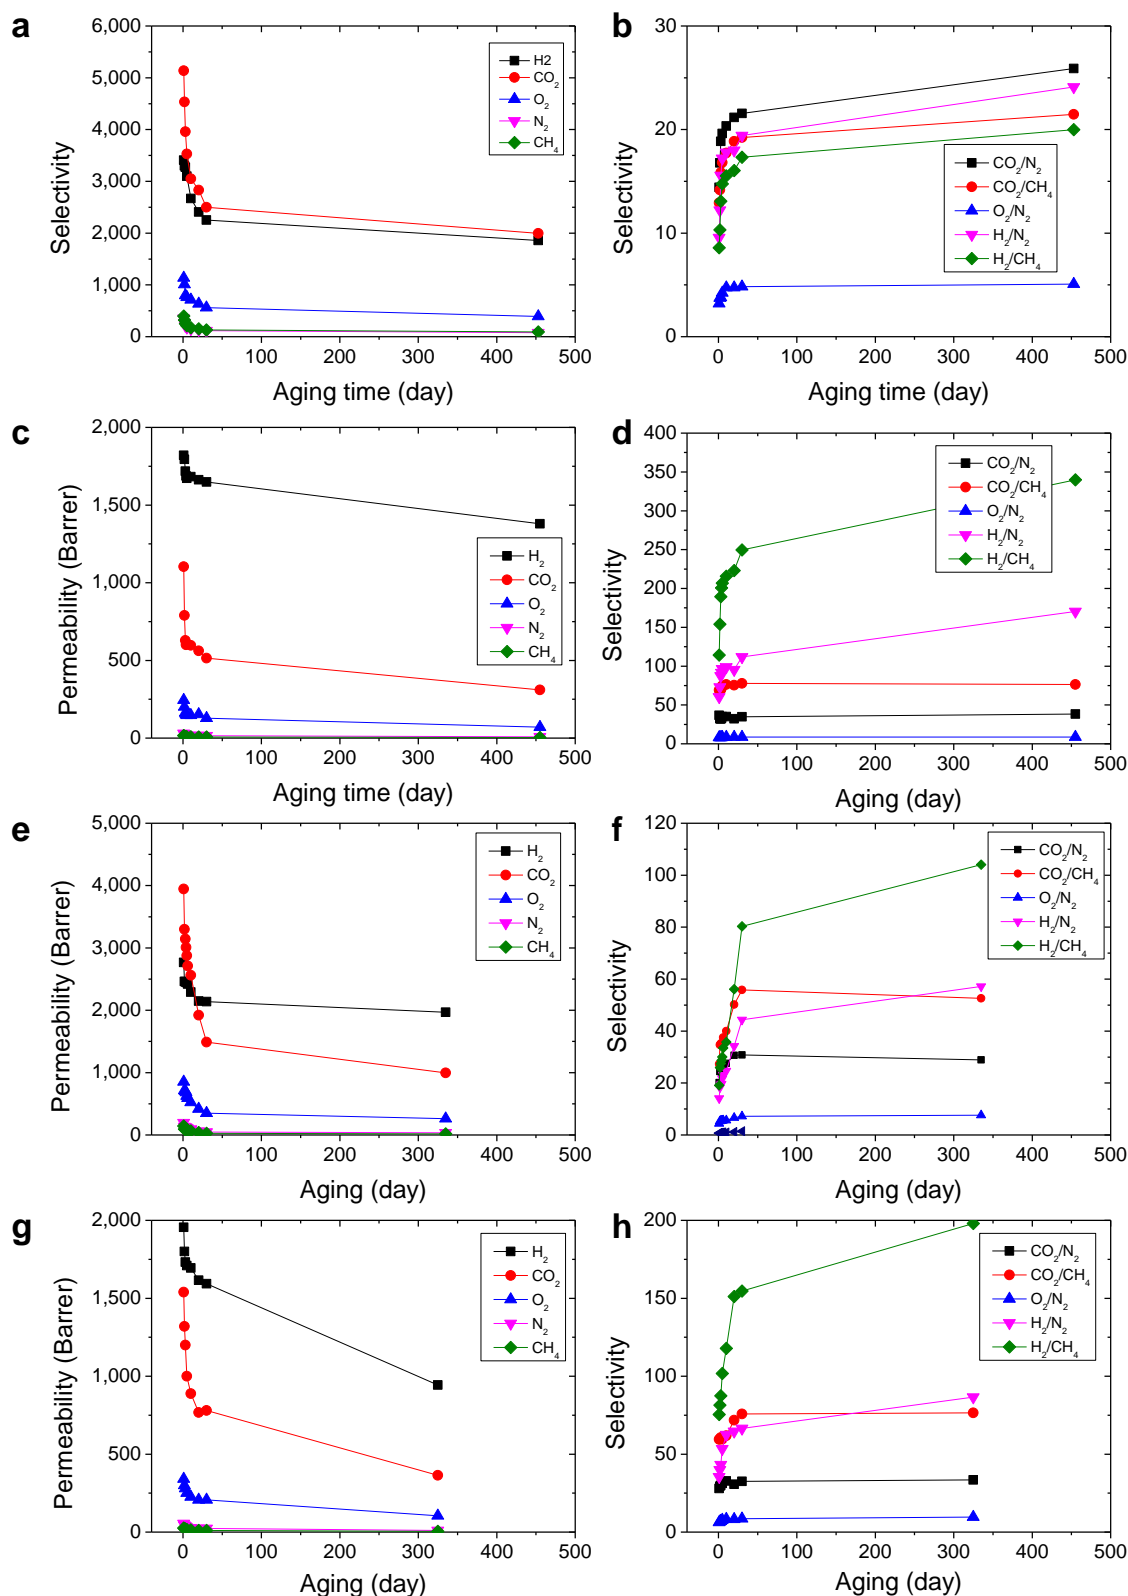 a
6,000
5,000
4,000
3,000
2,000
1,000
0
0 100 200 300 400 500
Selectivity
Aging time (day)
H2
CO₂
O₂
N₂
CH₄
b
30
20
10
0
0 100 200 300 400 500
Selectivity
Aging time (day)
CO₂/N₂
CO₂/CH₄
O₂/N₂
H₂/N₂
H₂/CH₄
c
2,000
1,500
1,000
500
0
0 100 200 300 400 500
Permeability (Barrer)
Aging time (day)
H₂
CO₂
O₂
N₂
CH₄
d
400
350
300
250
200
150
100
50
0
0 100 200 300 400 500
Selectivity
Aging (day)
CO₂/N₂
CO₂/CH₄
O₂/N₂
H₂/N₂
H₂/CH₄
e
5,000
4,000
3,000
2,000
1,000
0
0 100 200 300 400 500
Permeability (Barrer)
Aging (day)
H₂
CO₂
O₂
N₂
CH₄
f
120
100
80
60
40
20
0
0 100 200 300 400 500
Selectivity
Aging (day)
CO₂/N₂
CO₂/CH₄
O₂/N₂
H₂/N₂
H₂/CH₄
g
2,000
1,500
1,000
500
0
0 100 200 300 400 500
Permeability (Barrer)
Aging (day)
H₂
CO₂
O₂
N₂
CH₄
h
200
150
100
50
0
0 100 200 300 400 500
Selectivity
Aging (day)
CO₂/N₂
CO₂/CH₄
O₂/N₂
H₂/N₂
H₂/CH₄